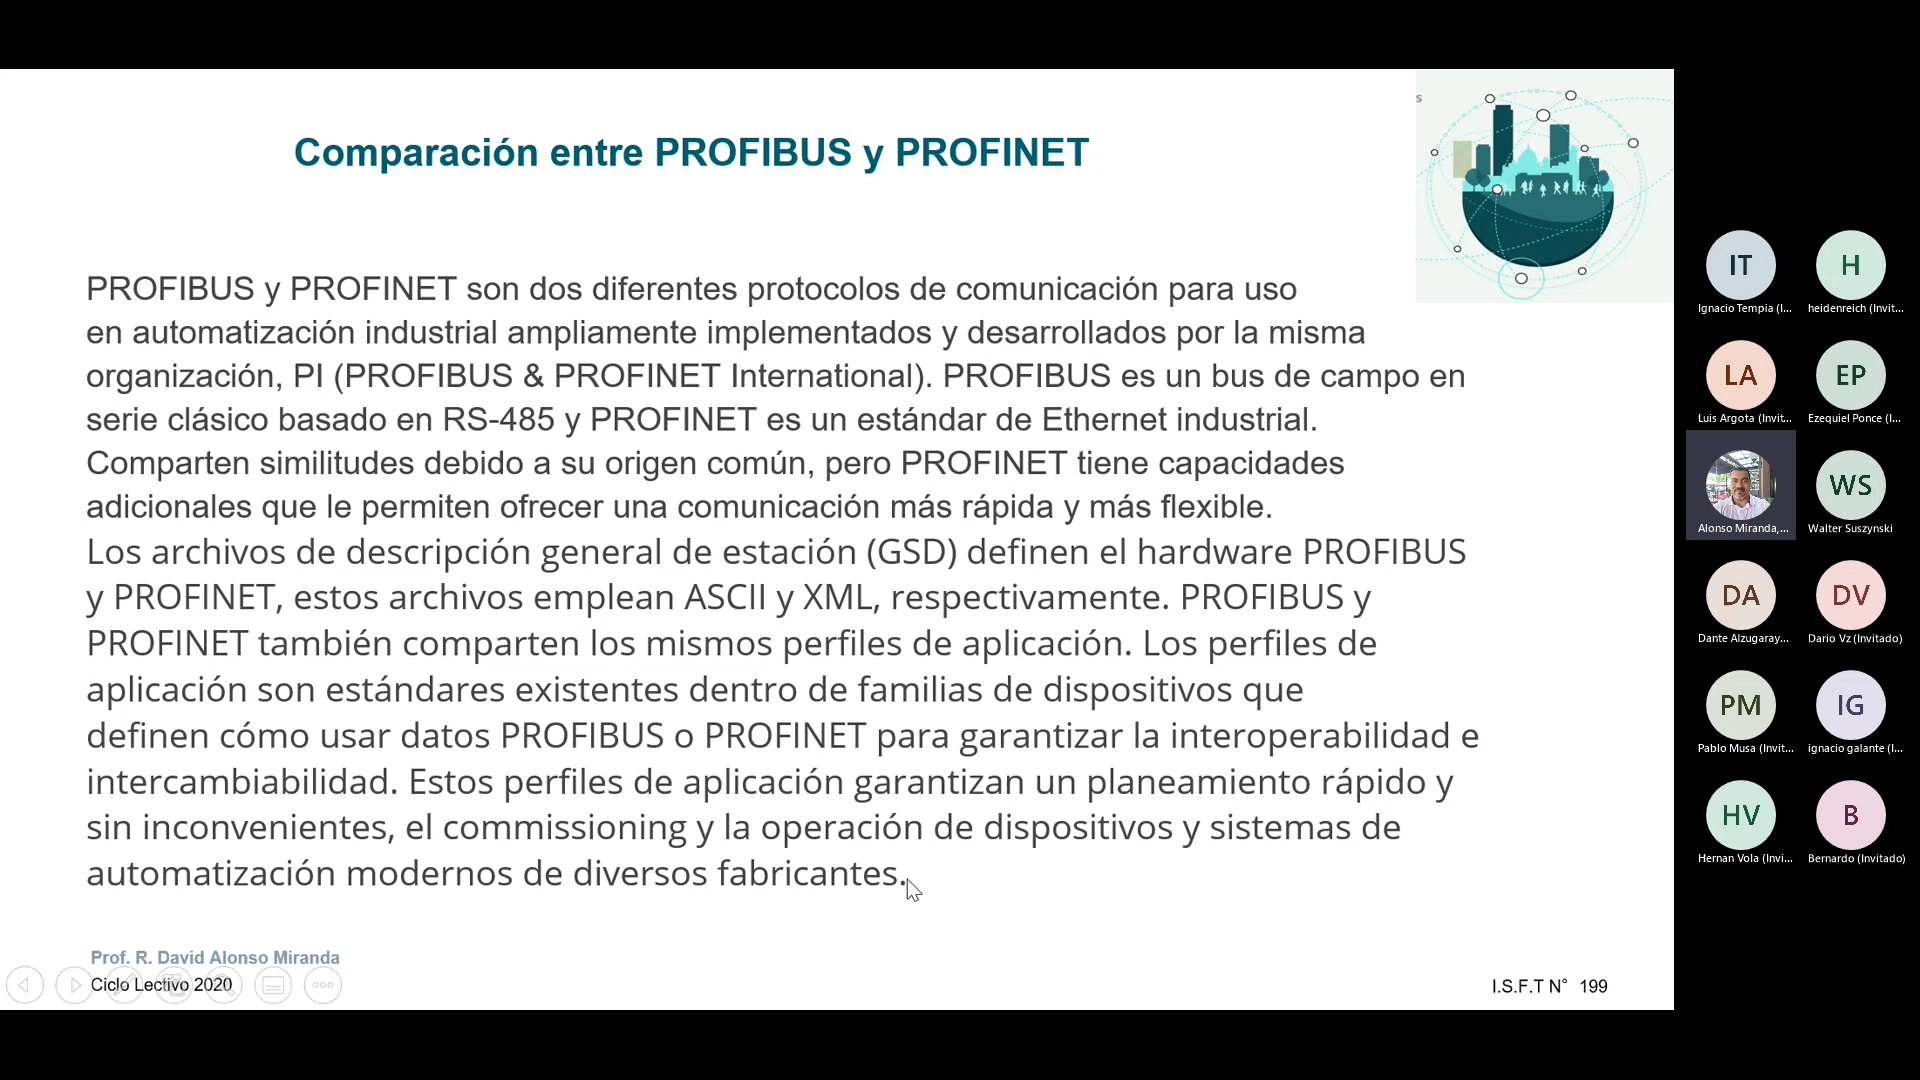 s
Comparación entre PROFIBUS y PROFINET
PROFIBUS y PROFINET son dos diferentes protocolos de comunicación para uso
en automatización industrial ampliamente implementados y desarrollados por la misma
organización, PI (PROFIBUS & PROFINET International). PROFIBUS es un bus de campo en
serie clásico basado en RS-485 y PROFINET es un estándar de Ethernet industrial.
Comparten similitudes debido a su origen común, pero PROFINET tiene capacidades
adicionales que le permiten ofrecer una comunicación más rápida y más flexible.
Los archivos de descripción general de estación (GSD) definen el hardware PROFIBUS
y PROFINET, estos archivos emplean ASCII y XML, respectivamente. PROFIBUS y
PROFINET también comparten los mismos perfiles de aplicación. Los perfiles de
aplicación son estándares existentes dentro de familias de dispositivos que
definen cómo usar datos PROFIBUS o PROFINET para garantizar la interoperabilidad e
intercambiabilidad. Estos perfiles de aplicación garantizan un planeamiento rápido y
sin inconvenientes, el commissioning y la operación de dispositivos y sistemas de
automatización modernos de diversos fabricantes.
Prof. R. David Alonso Miranda
Ciclo Lectivo 2020
I.S.F.T N° 199
IT
H
Ignacio Tempia (I...
heidenreich (Invit...
LA
EP
Luis Argota (Invit...
Ezequiel Ponce (I...
WS
Alonso Miranda,...
Walter Suszynski
DA
DV
Dante Alzugaray...
Dario Vz (Invitado)
PM
IG
Pablo Musa (Invit...
ignacio galante (I...
HV
B
Hernan Vola (Invi...
Bernardo (Invitado)